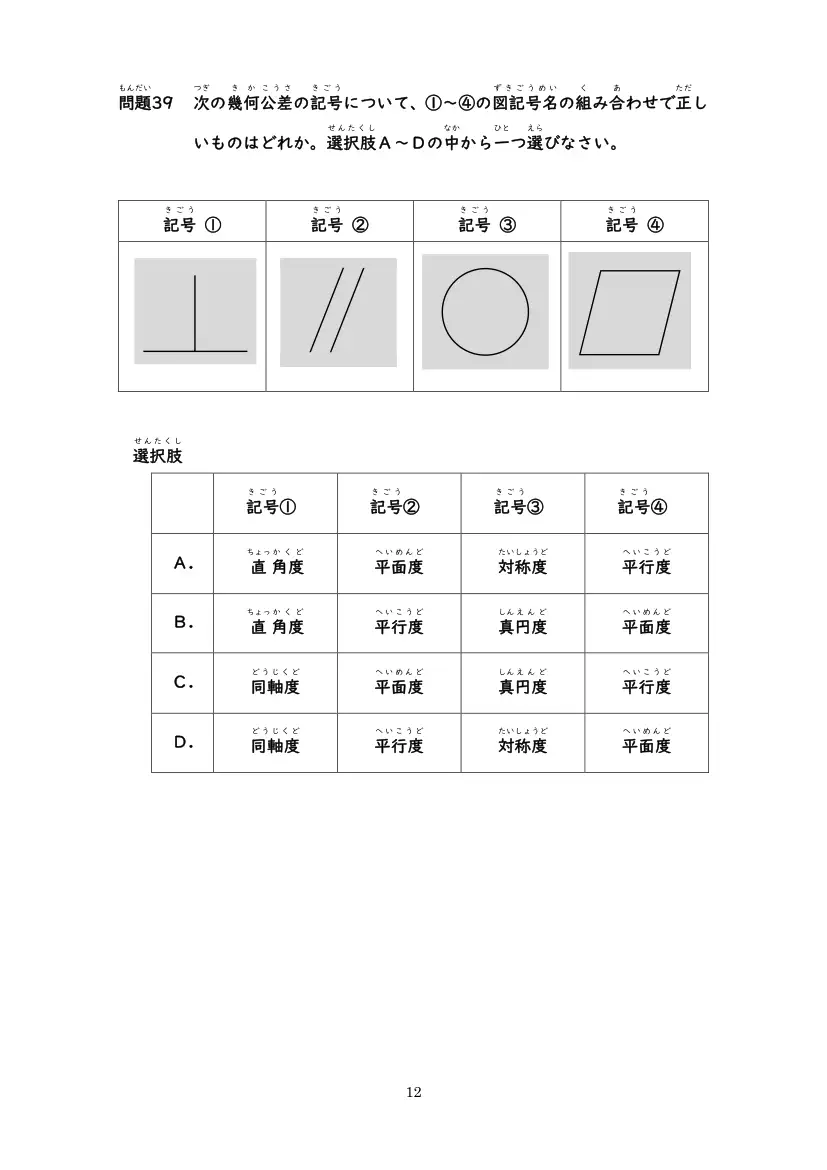 問題39 次の幾何公差の記号について、①～④の図記号名の組み合わせで正し
いものはどれか。選択肢A～Dの中から一つ選びなさい。
記号 ① 記号 ② 記号 ③ 記号 ④
選択肢
記号① 記号② 記号③ 記号④
A. 直角度 平面度 対称度 平行度
B. 直角度 平行度 真円度 平面度
C. 同軸度 平面度 真円度 平行度
D. 同軸度 平行度 対称度 平面度
12